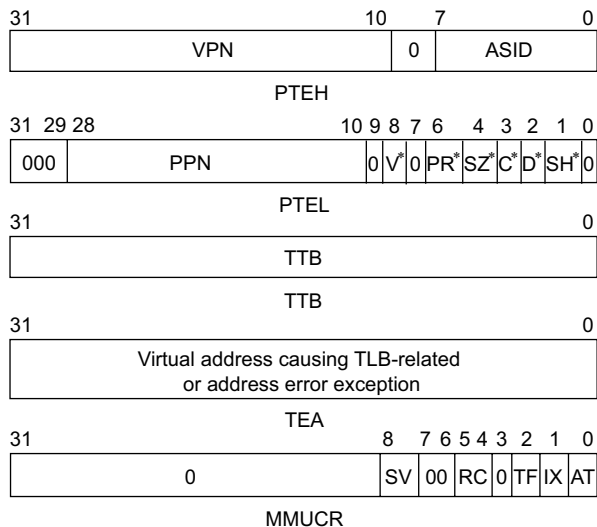 31 10 7 0
VPN 0 ASID
PTEH
31 29 28 10 9 8 7 6 4 3 2 1 0
000 PPN 0 V* 0 PR* SZ* C* D* SH* 0
PTEL
31 0
TTB
TTB
31 0
Virtual address causing TLB-related
or address error exception
TEA
31 8 7 6 5 4 3 2 1 0
0 SV 00 RC 0 TF IX AT
MMUCR